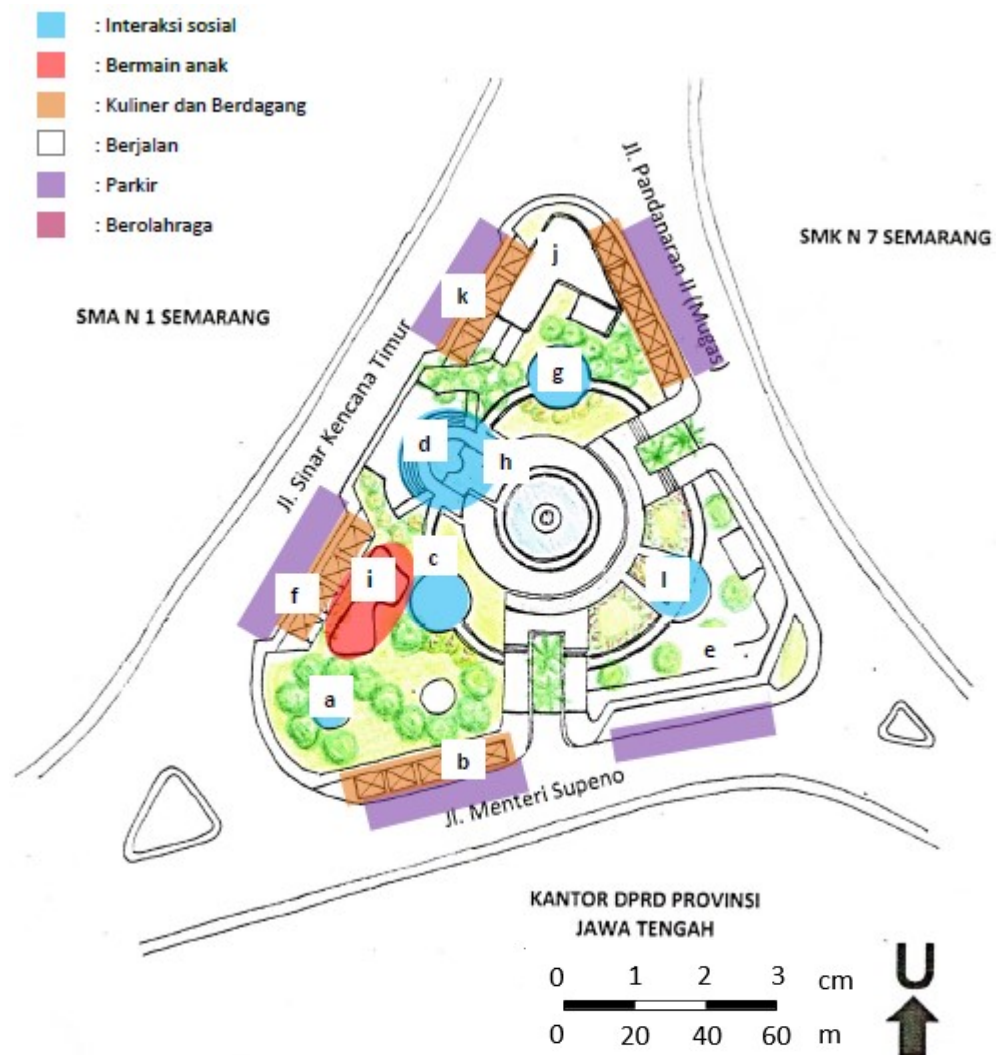 : Interaksi sosial
: Bermain anak
: Kuliner dan Berdagang
: Berjalan
: Parkir
: Berolahraga
Jl. Pandanaran II (Mugas)
SMK N 7 SEMARANG
j
k
SMA N 1 SEMARANG
Jl. Sinar Kencana Timur
g
d
h
c
i
l
f
e
a
b
Jl. Menteri Supeno
KANTOR DPRD PROVINSI
JAWA TENGAH
0 1 2 3 cm
0 20 40 60 m
U